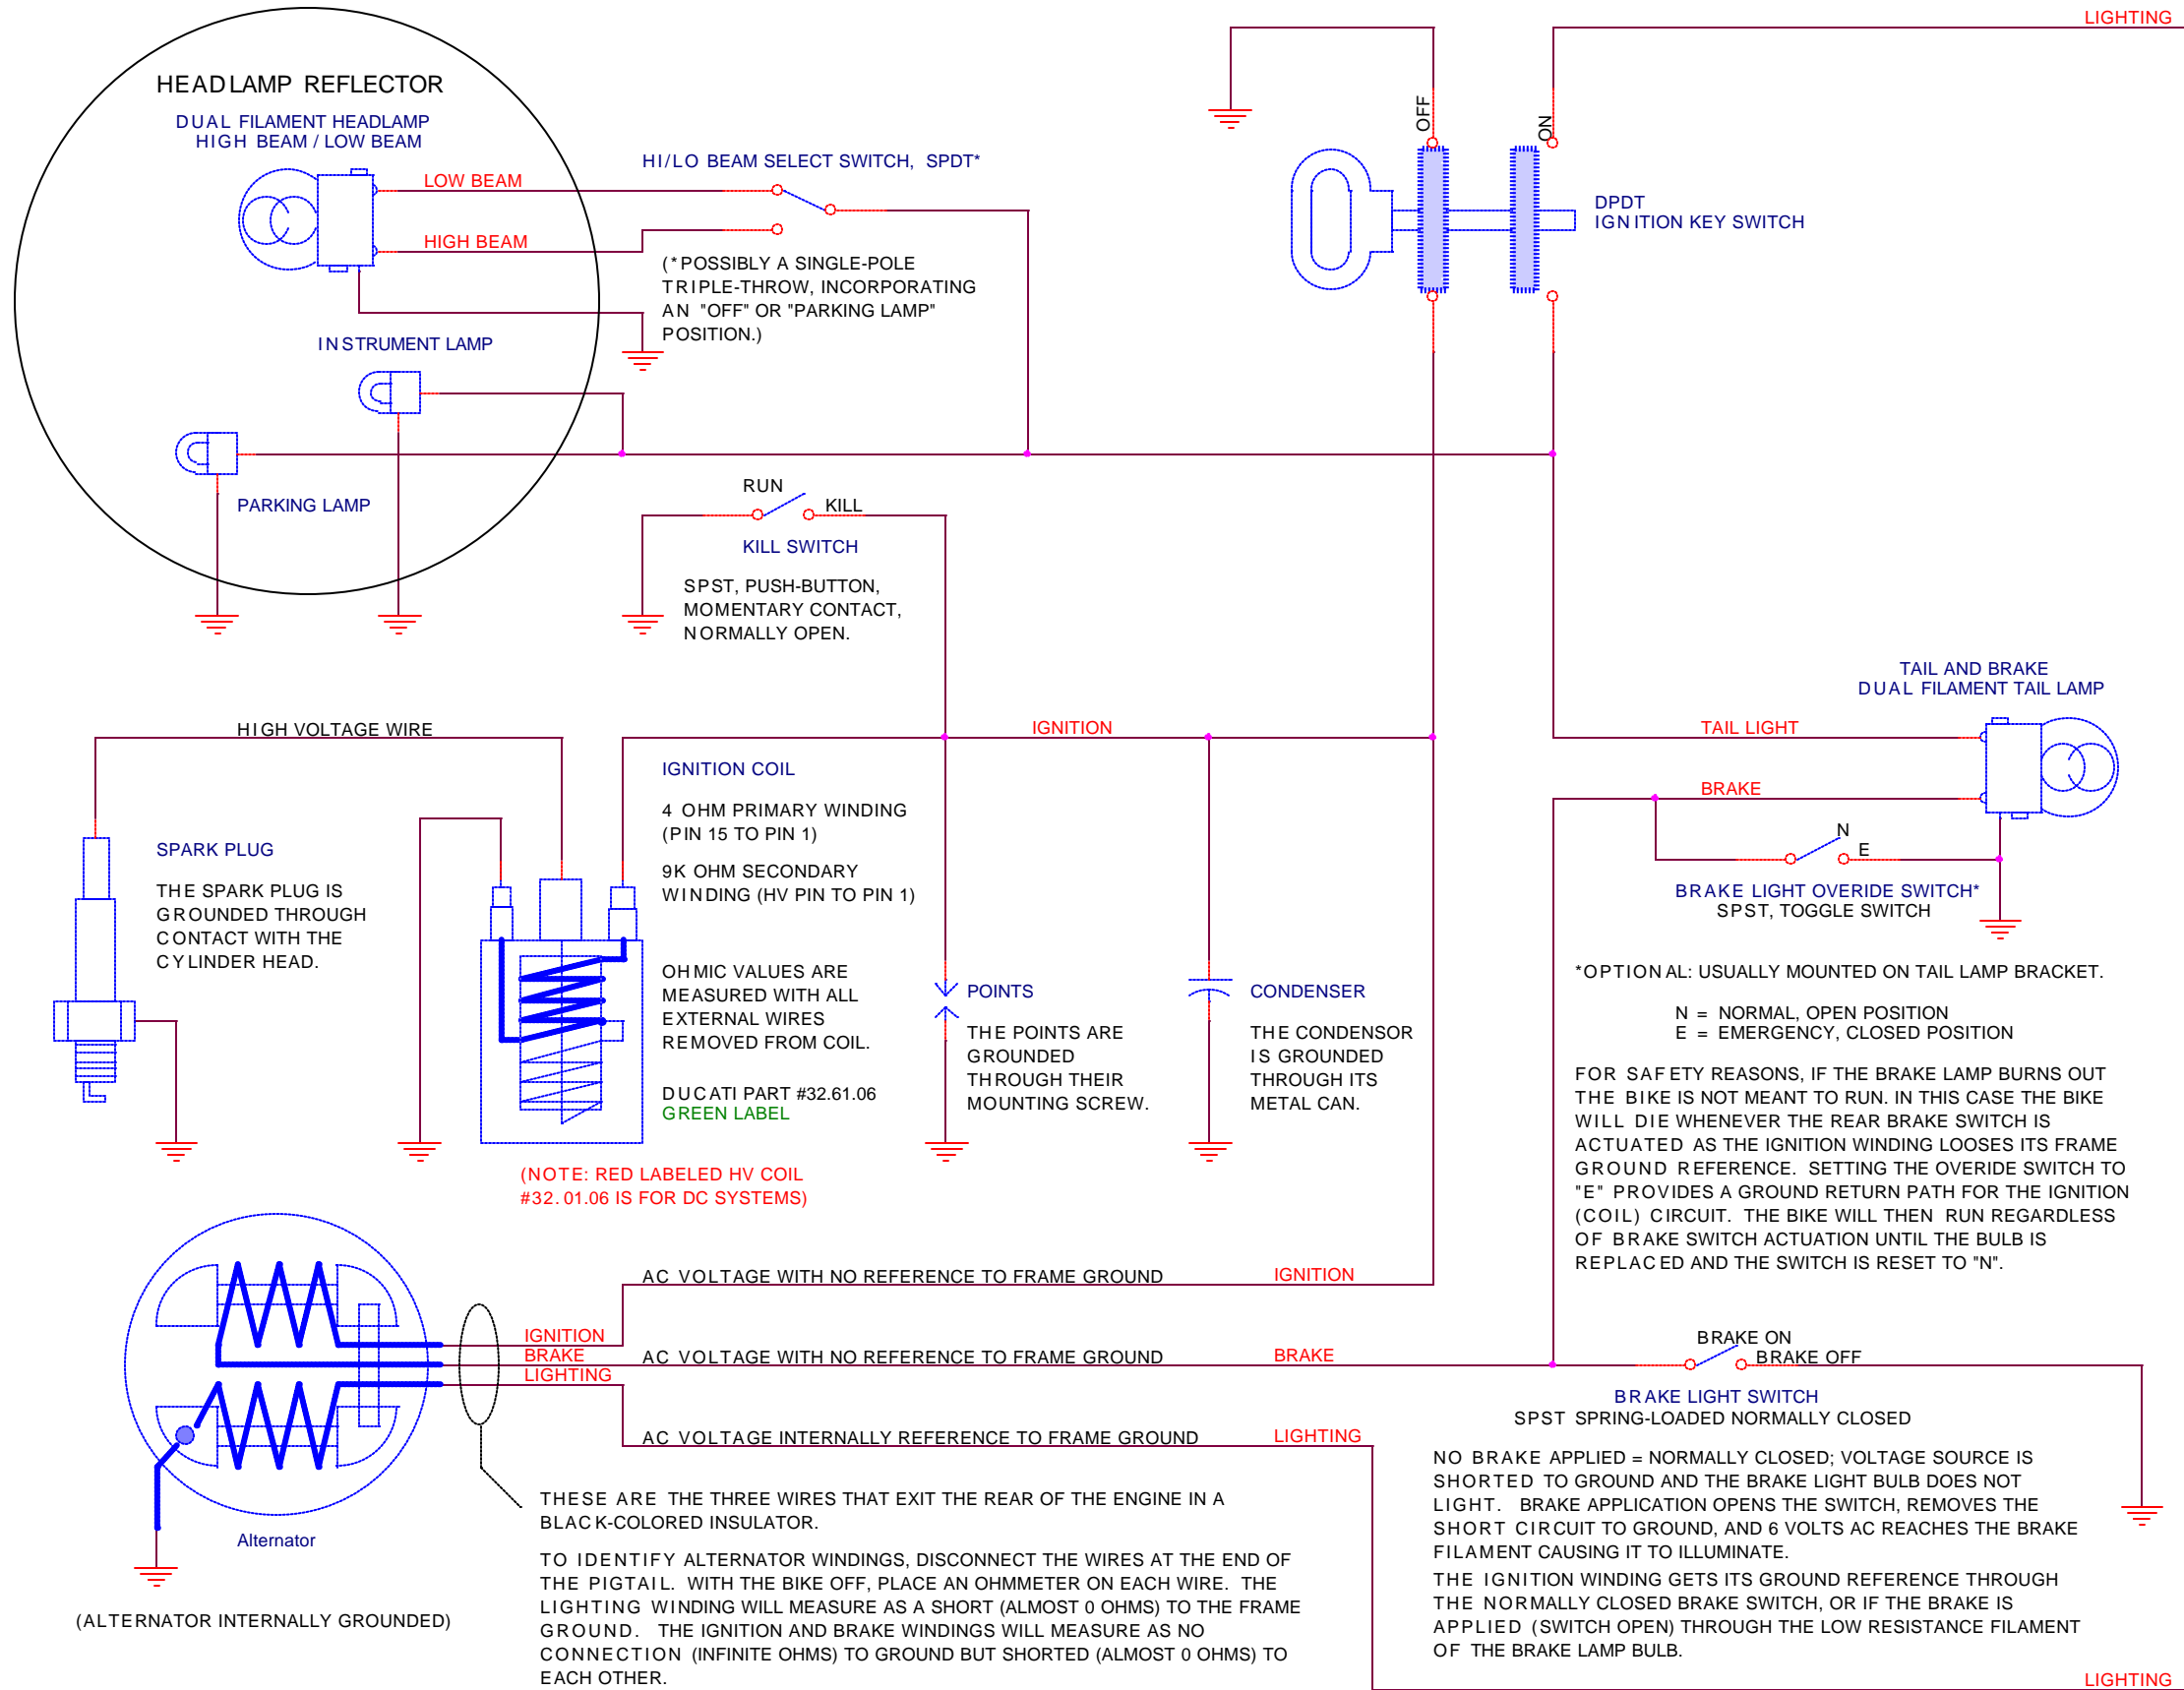 LIGHTING
HEADLAMP REFLECTOR
DUAL FILAMENT HEADLAMP
HIGH BEAM / LOW BEAM
LOW BEAM
HIGH BEAM
HI/LO BEAM SELECT SWITCH, SPDT*
(*POSSIBLY A SINGLE-POLE
TRIPLE-THROW, INCORPORATING
AN "OFF" OR "PARKING LAMP"
POSITION.)
OFF
ON
DPDT
IGNITION KEY SWITCH
INSTRUMENT LAMP
PARKING LAMP
RUN
KILL
KILL SWITCH
SPST, PUSH-BUTTON,
MOMENTARY CONTACT,
NORMALLY OPEN.
TAIL AND BRAKE
DUAL FILAMENT TAIL LAMP
TAIL LIGHT
BRAKE
N
E
BRAKE LIGHT OVERIDE SWITCH*
SPST, TOGGLE SWITCH
*OPTIONAL: USUALLY MOUNTED ON TAIL LAMP BRACKET.
N = NORMAL, OPEN POSITION
E = EMERGENCY, CLOSED POSITION
FOR SAFETY REASONS, IF THE BRAKE LAMP BURNS OUT
THE BIKE IS NOT MEANT TO RUN. IN THIS CASE THE BIKE
WILL DIE WHENEVER THE REAR BRAKE SWITCH IS
ACTUATED AS THE IGNITION WINDING LOOSES ITS FRAME
GROUND REFERENCE. SETTING THE OVERIDE SWITCH TO
"E" PROVIDES A GROUND RETURN PATH FOR THE IGNITION
(COIL) CIRCUIT. THE BIKE WILL THEN RUN REGARDLESS
OF BRAKE SWITCH ACTUATION UNTIL THE BULB IS
REPLACED AND THE SWITCH IS RESET TO "N".
HIGH VOLTAGE WIRE
IGNITION
SPARK PLUG
THE SPARK PLUG IS
GROUNDED THROUGH
CONTACT WITH THE
CYLINDER HEAD.
IGNITION COIL
4 OHM PRIMARY WINDING
(PIN 15 TO PIN 1)
9K OHM SECONDARY
WINDING (HV PIN TO PIN 1)
OHMIC VALUES ARE
MEASURED WITH ALL
EXTERNAL WIRES
REMOVED FROM COIL.
DUCATI PART #32.61.06
GREEN LABEL
(NOTE: RED LABELED HV COIL
#32.01.06 IS FOR DC SYSTEMS)
POINTS
THE POINTS ARE
GROUNDED
THROUGH THEIR
MOUNTING SCREW.
CONDENSER
THE CONDENSOR
IS GROUNDED
THROUGH ITS
METAL CAN.
AC VOLTAGE WITH NO REFERENCE TO FRAME GROUND
IGNITION
IGNITION
BRAKE
LIGHTING
AC VOLTAGE WITH NO REFERENCE TO FRAME GROUND
BRAKE
AC VOLTAGE INTERNALLY REFERENCE TO FRAME GROUND
LIGHTING
BRAKE ON
BRAKE OFF
BRAKE LIGHT SWITCH
SPST SPRING-LOADED NORMALLY CLOSED
NO BRAKE APPLIED = NORMALLY CLOSED; VOLTAGE SOURCE IS
SHORTED TO GROUND AND THE BRAKE LIGHT BULB DOES NOT
LIGHT. BRAKE APPLICATION OPENS THE SWITCH, REMOVES THE
SHORT CIRCUIT TO GROUND, AND 6 VOLTS AC REACHES THE BRAKE
FILAMENT CAUSING IT TO ILLUMINATE.
THE IGNITION WINDING GETS ITS GROUND REFERENCE THROUGH
THE NORMALLY CLOSED BRAKE SWITCH, OR IF THE BRAKE IS
APPLIED (SWITCH OPEN) THROUGH THE LOW RESISTANCE FILAMENT
OF THE BRAKE LAMP BULB.
Alternator
(ALTERNATOR INTERNALLY GROUNDED)
THESE ARE THE THREE WIRES THAT EXIT THE REAR OF THE ENGINE IN A
BLACK-COLORED INSULATOR.
TO IDENTIFY ALTERNATOR WINDINGS, DISCONNECT THE WIRES AT THE END OF
THE PIGTAIL. WITH THE BIKE OFF, PLACE AN OHMMETER ON EACH WIRE. THE
LIGHTING WINDING WILL MEASURE AS A SHORT (ALMOST 0 OHMS) TO THE FRAME
GROUND. THE IGNITION AND BRAKE WINDINGS WILL MEASURE AS NO
CONNECTION (INFINITE OHMS) TO GROUND BUT SHORTED (ALMOST 0 OHMS) TO
EACH OTHER.
LIGHTING